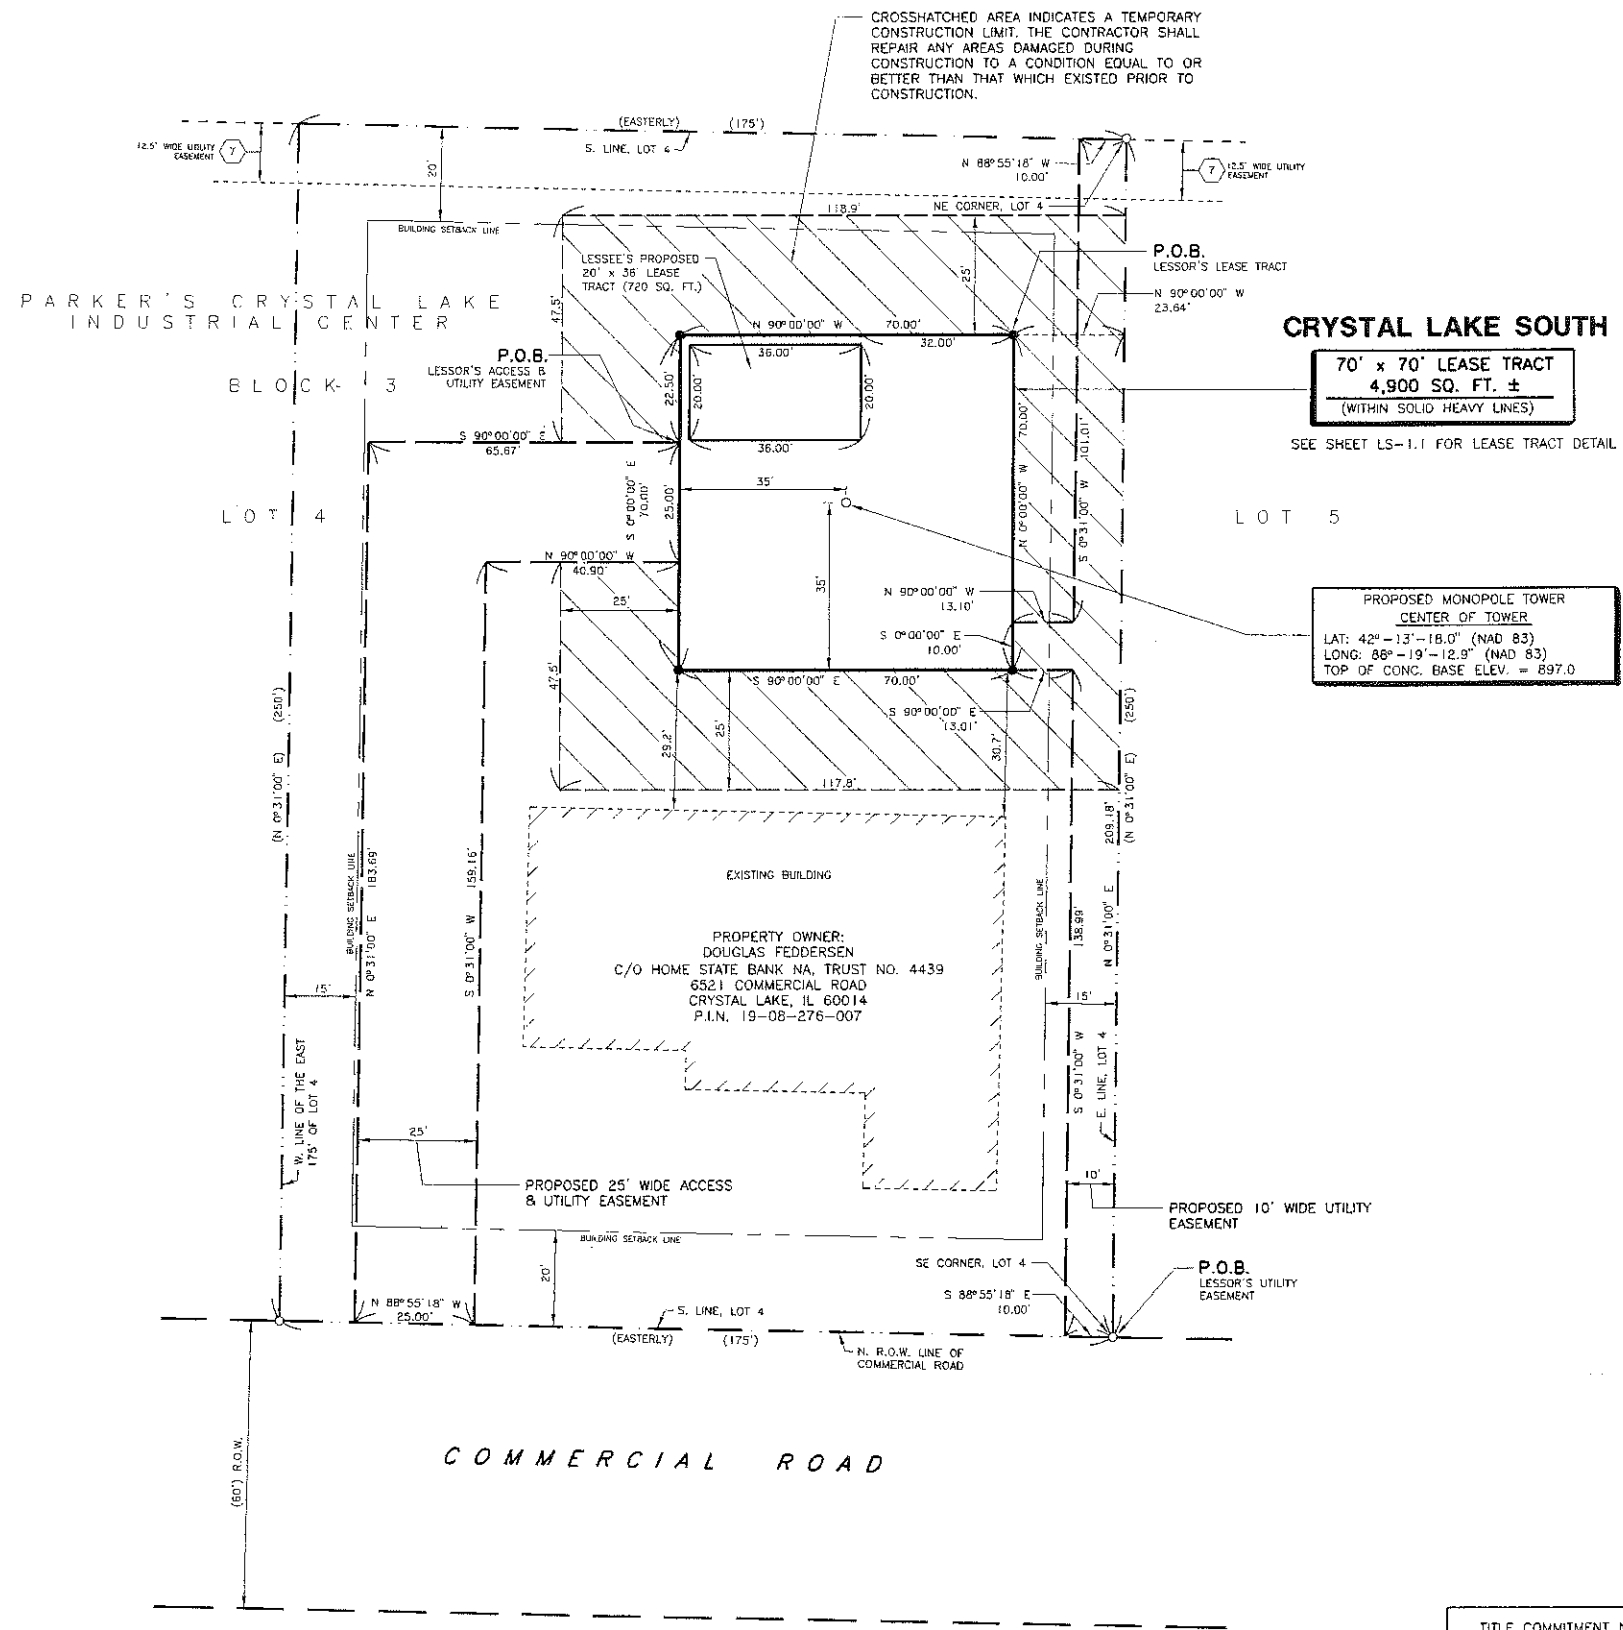 CROSSHATCHED AREA INDICATES A TEMPORARY
CONSTRUCTION LIMIT. THE CONTRACTOR SHALL
REPAIR ANY AREAS DAMAGED DURING
CONSTRUCTION TO A CONDITION EQUAL TO OR
BETTER THAN THAT WHICH EXISTED PRIOR TO
CONSTRUCTION.
12.5' WIDE UTILITY
EASEMENT
7
20'
(EASTERLY) (175')
S. LINE, LOT 4
N 88°55'18" W
10.00'
7
12.5' WIDE UTILITY
EASEMENT
NE CORNER, LOT 4
118.9'
BUILDING SETBACK LINE
LESSEE'S PROPOSED
20' x 36' LEASE
TRACT (720 SQ. FT.)
25'
P.O.B.
LESSOR'S LEASE TRACT
N 90°00'00" W
23.64'
PARKER'S CRYSTAL LAKE
INDUSTRIAL CENTER
47.5'
N 90°00'00" W 70.00'
32.00'
CRYSTAL LAKE SOUTH
70' x 70' LEASE TRACT
4,900 SQ. FT. ±
(WITHIN SOLID HEAVY LINES)
SEE SHEET LS-1.1 FOR LEASE TRACT DETAIL
P.O.B.
LESSOR'S ACCESS &
UTILITY EASEMENT
BLOCK 3
36.00'
22.50'
20.00'
20.00'
36.00'
S 90°00'00" E
65.67'
S 0°00'00" E
70.00'
25.00'
35'
35'
N 0°00'00" W 70.00'
S 0°31'00" W 101.01'
LOT 4
LOT 5
N 90°00'00" W
40.90'
25'
N 90°00'00" W
13.10'
S 0°00'00" E
10.00'
PROPOSED MONOPOLE TOWER
CENTER OF TOWER
LAT: 42°-13'-18.0" (NAD 83)
LONG: 88°-19'-12.9" (NAD 83)
TOP OF CONC. BASE ELEV. = 897.0
S 90°00'00" E 70.00'
S 90°00'00" E
13.01'
47.5'
29.2'
25'
30.7'
117.8'
(N 0°31'00" E) (250')
(N 0°31'00" E) (250')
BUILDING SETBACK LINE
N 0°31'00" E 183.69'
S 0°31'00" W 159.16'
EXISTING BUILDING
PROPERTY OWNER:
DOUGLAS FEDDERSEN
C/O HOME STATE BANK NA, TRUST NO. 4439
6521 COMMERCIAL ROAD
CRYSTAL LAKE, IL 60014
P.I.N. 19-08-276-007
BUILDING SETBACK LINE
S 0°31'00" W 138.99'
N 0°31'00" E 209.18'
15'
15'
W. LINE OF THE EAST
175' OF LOT 4
E. LINE, LOT 4
25'
PROPOSED 25' WIDE ACCESS
& UTILITY EASEMENT
10'
PROPOSED 10' WIDE UTILITY
EASEMENT
BUILDING SETBACK LINE
20'
SE CORNER, LOT 4
P.O.B.
LESSOR'S UTILITY
EASEMENT
S 88°55'18" E
10.00'
N 88°55'18" W
25.00'
S. LINE, LOT 4
(EASTERLY) (175')
N. R.O.W. LINE OF
COMMERCIAL ROAD
(60') R.O.W.
COMMERCIAL ROAD
TITLE COMMITMENT